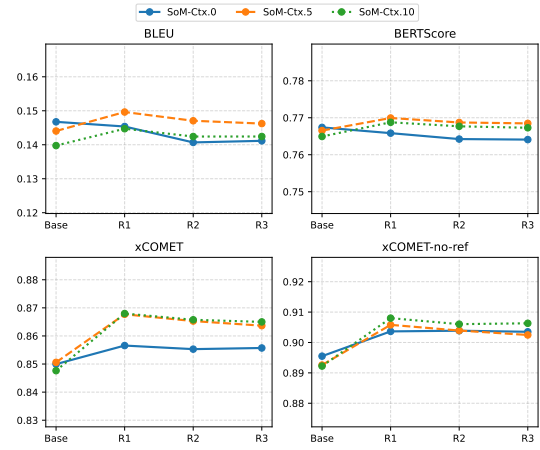 SoM-Ctx.0 SoM-Ctx.5 SoM-Ctx.10
BLEU
0.16
0.15
0.14
0.13
0.12
Base R1 R2 R3
BERTScore
0.78
0.77
0.76
0.75
Base R1 R2 R3
xCOMET
0.88
0.87
0.86
0.85
0.84
0.83
Base R1 R2 R3
xCOMET-no-ref
0.92
0.91
0.90
0.89
0.88
Base R1 R2 R3